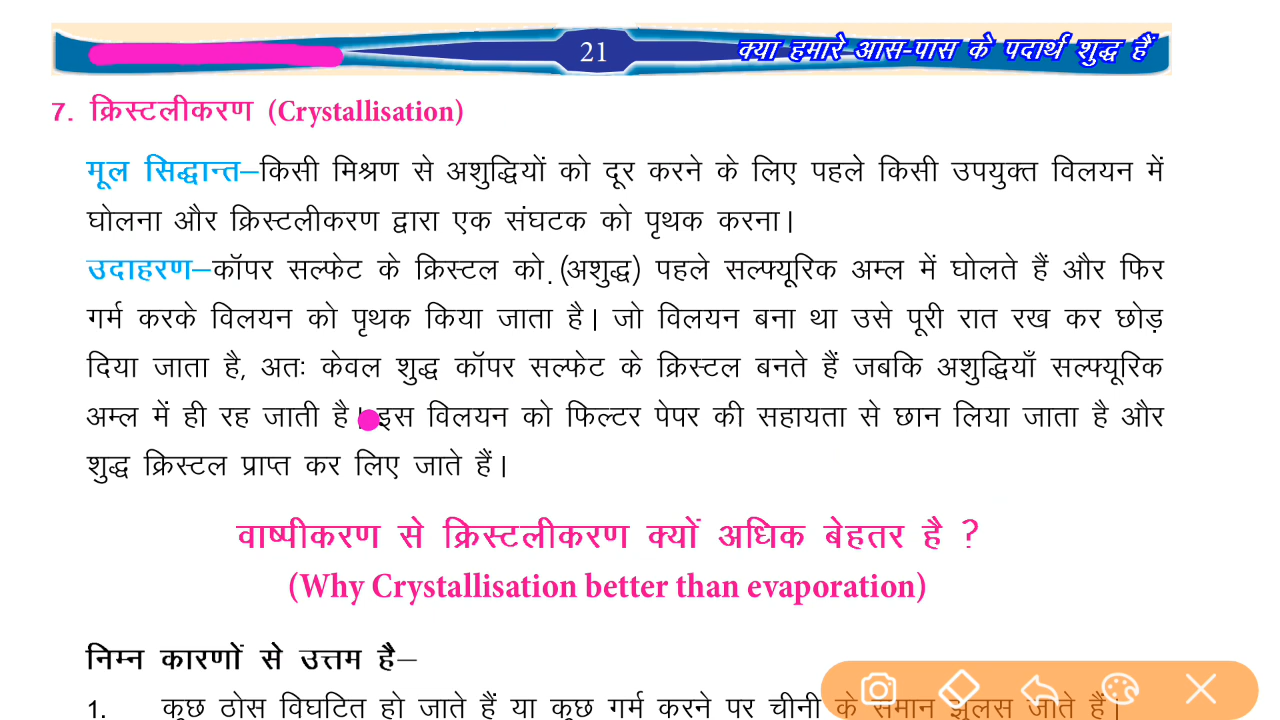 21 क्या हमारे आस-पास के पदार्थ शुद्ध हैं
7. क्रिस्टलीकरण (Crystallisation)
मूल सिद्धान्त–किसी मिश्रण से अशुद्धियों को दूर करने के लिए पहले किसी उपयुक्त विलयन में
घोलना और क्रिस्टलीकरण द्वारा एक संघटक को पृथक करना।
उदाहरण–कॉपर सल्फेट के क्रिस्टल को. (अशुद्ध) पहले सल्फ्यूरिक अम्ल में घोलते हैं और फिर
गर्म करके विलयन को पृथक किया जाता है। जो विलयन बना था उसे पूरी रात रख कर छोड़
दिया जाता है, अतः केवल शुद्ध कॉपर सल्फेट के क्रिस्टल बनते हैं जबकि अशुद्धियाँ सल्फ्यूरिक
अम्ल में ही रह जाती है। इस विलयन को फिल्टर पेपर की सहायता से छान लिया जाता है और
शुद्ध क्रिस्टल प्राप्त कर लिए जाते हैं।
वाष्पीकरण से क्रिस्टलीकरण क्यों अधिक बेहतर है ?
(Why Crystallisation better than evaporation)
निम्न कारणों से उत्तम है–
1. कुछ ठोस विघटित हो जाते हैं या कुछ गर्म करने पर चीनी के समान झुलस जाते हैं।